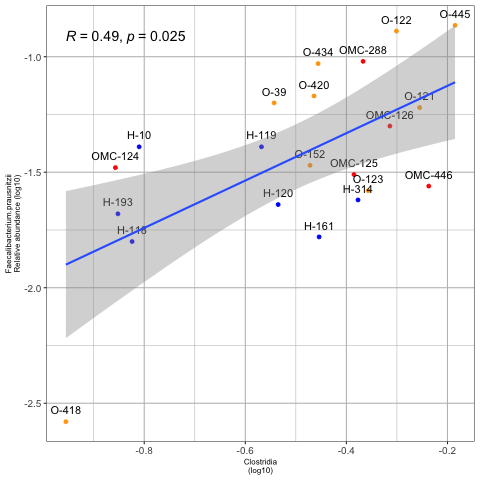 R = 0.49, p = 0.025
O-445
O-122
OMC-288
O-434
O-420
O-39
O-121
OMC-126
H-10
H-119
O-152
OMC-124
OMC-125
O-123
OMC-446
H-314
H-120
H-193
H-116
H-161
O-418
-1.0
-1.5
-2.0
-2.5
Faecalibacterium.prausnitzii
Relative abundance (log10)
-0.8
-0.6
-0.4
-0.2
Clostridia
(log10)